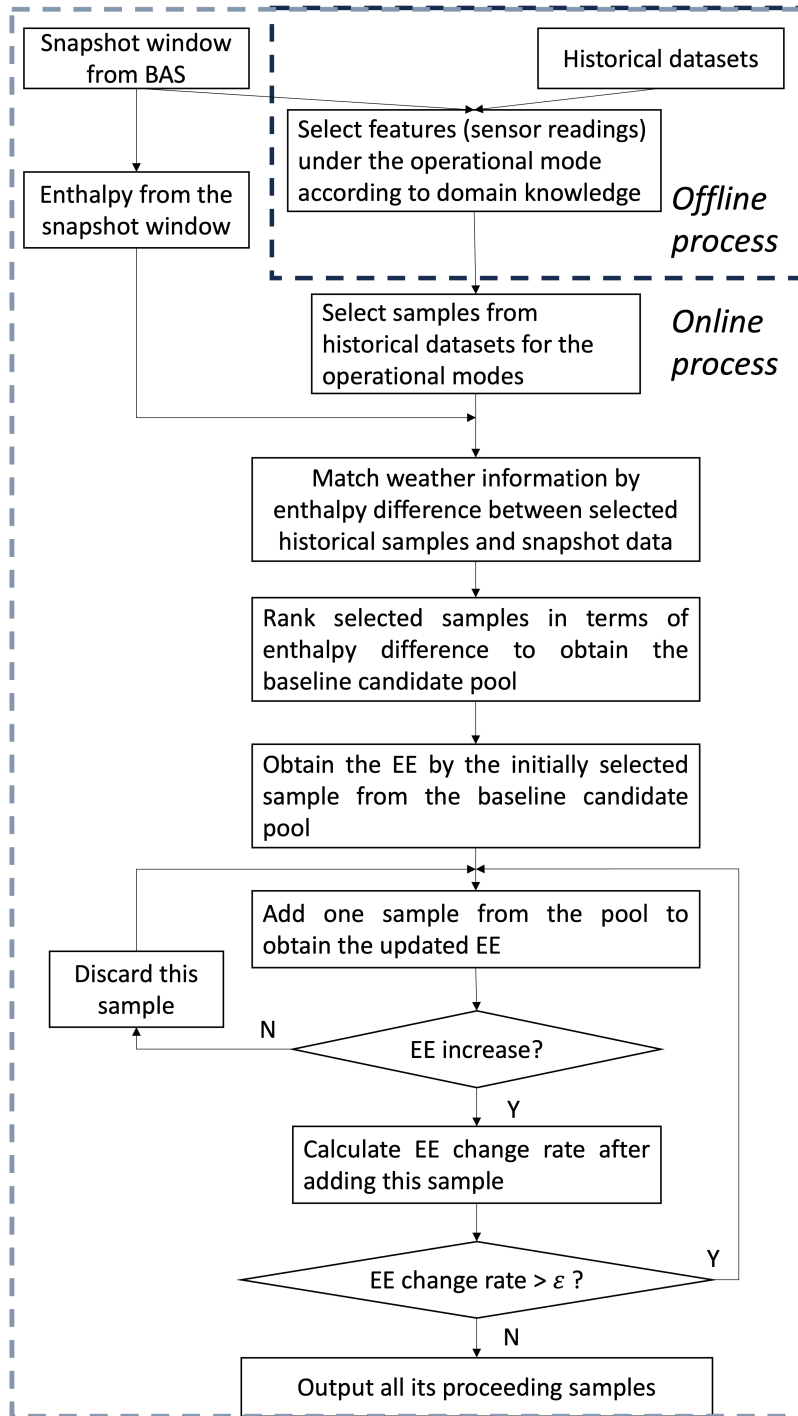 Snapshot window
from BAS
Historical datasets
Select features (sensor readings)
under the operational mode
according to domain knowledge
Offline
process
Enthalpy from the
snapshot window
Select samples from
historical datasets for the
operational modes
Online
process
Match weather information by
enthalpy difference between selected
historical samples and snapshot data
Rank selected samples in terms of
enthalpy difference to obtain the
baseline candidate pool
Obtain the EE by the initially selected
sample from the baseline candidate
pool
Add one sample from the pool to
obtain the updated EE
Discard this
sample
N
EE increase?
Y
Calculate EE change rate after
adding this sample
EE change rate > ε ?
Y
N
Output all its proceeding samples